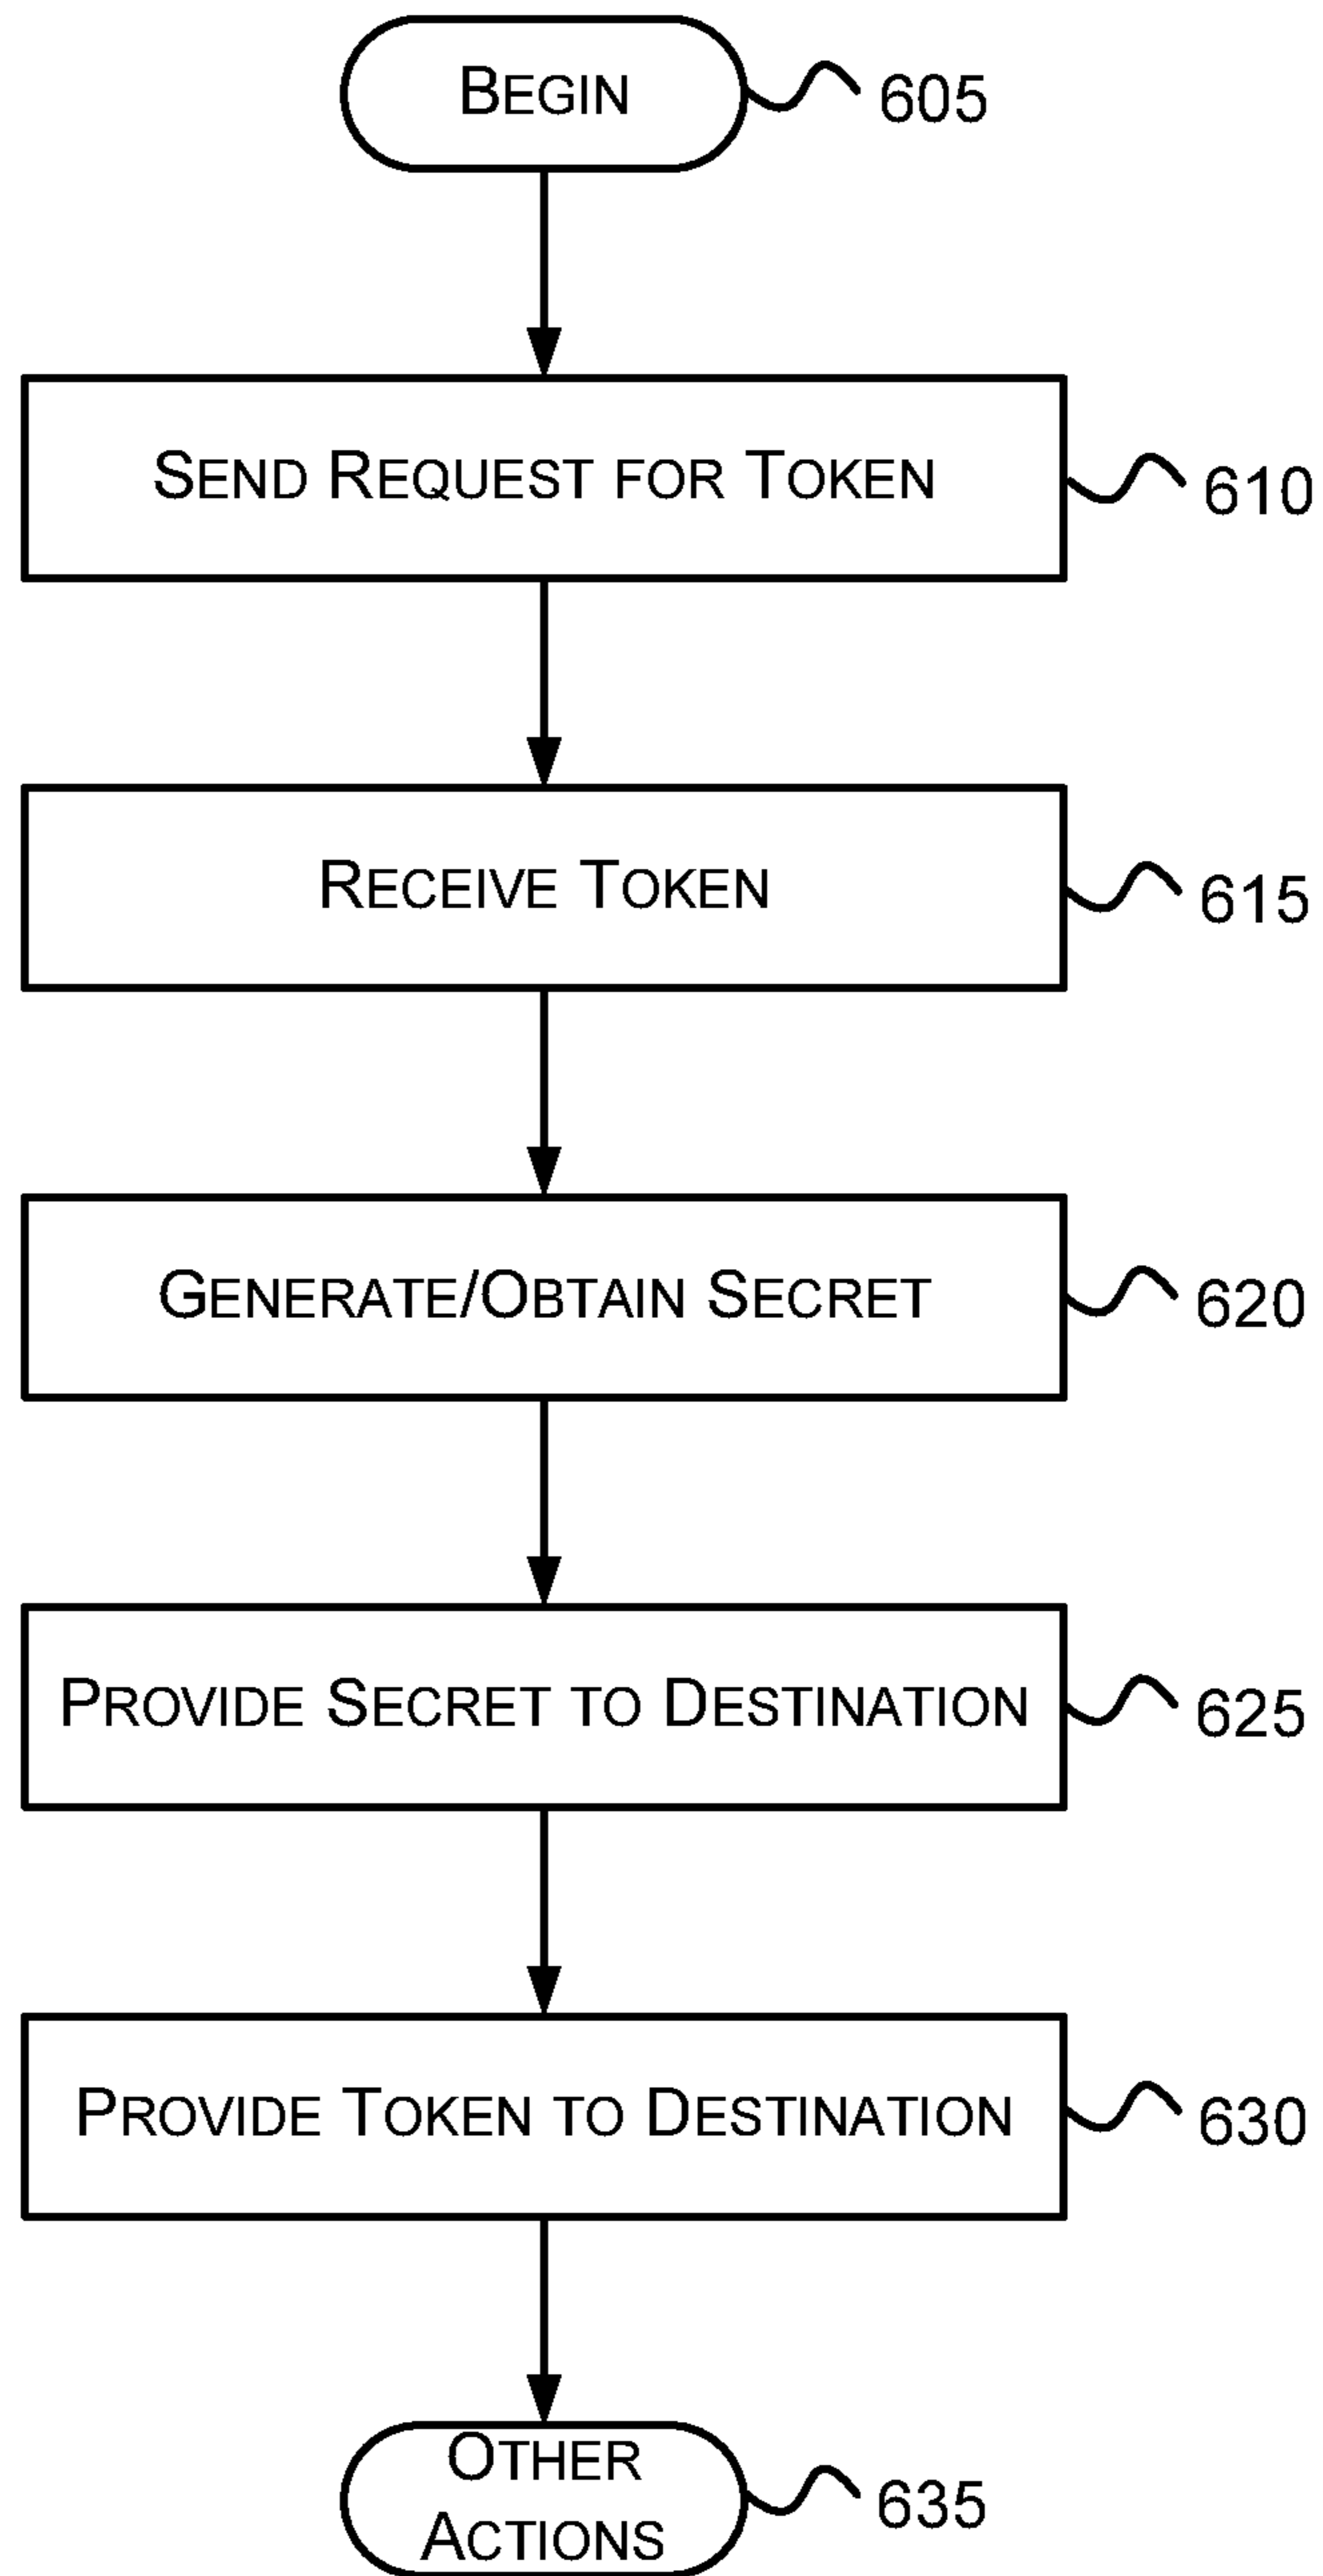 BEGIN
605
SEND REQUEST FOR TOKEN
610
RECEIVE TOKEN
615
GENERATE/OBTAIN SECRET
620
PROVIDE SECRET TO DESTINATION
625
PROVIDE TOKEN TO DESTINATION
630
OTHER
ACTIONS
635